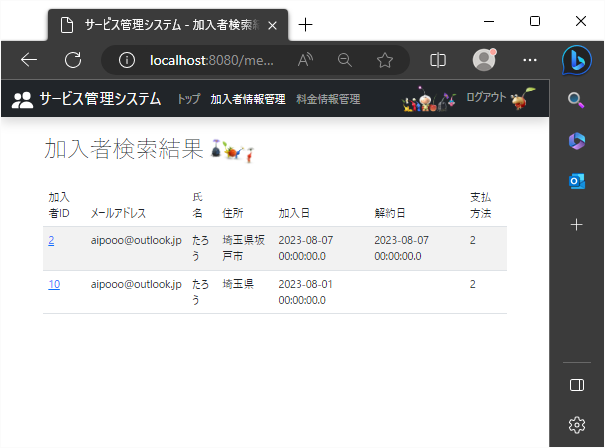 サービス管理システム - 加入者検索結
localhost:8080/me...
サービス管理システム トップ 加入者情報管理 料金情報管理 ログアウト
加入者検索結果
加入者ID メールアドレス 氏名 住所 加入日 解約日 支払方法
2 aipooo@outlook.jp たろう 埼玉県坂戸市 2023-08-07 00:00:00.0 2023-08-07 00:00:00.0 2
10 aipooo@outlook.jp たろう 埼玉県 2023-08-01 00:00:00.0 2